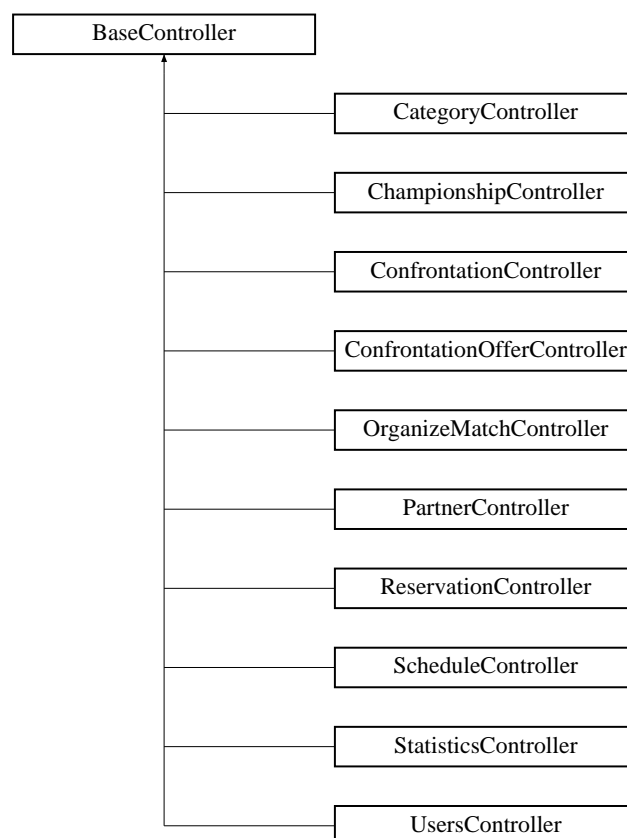 BaseController
CategoryController
ChampionshipController
ConfrontationController
ConfrontationOfferController
OrganizeMatchController
PartnerController
ReservationController
ScheduleController
StatisticsController
UsersController